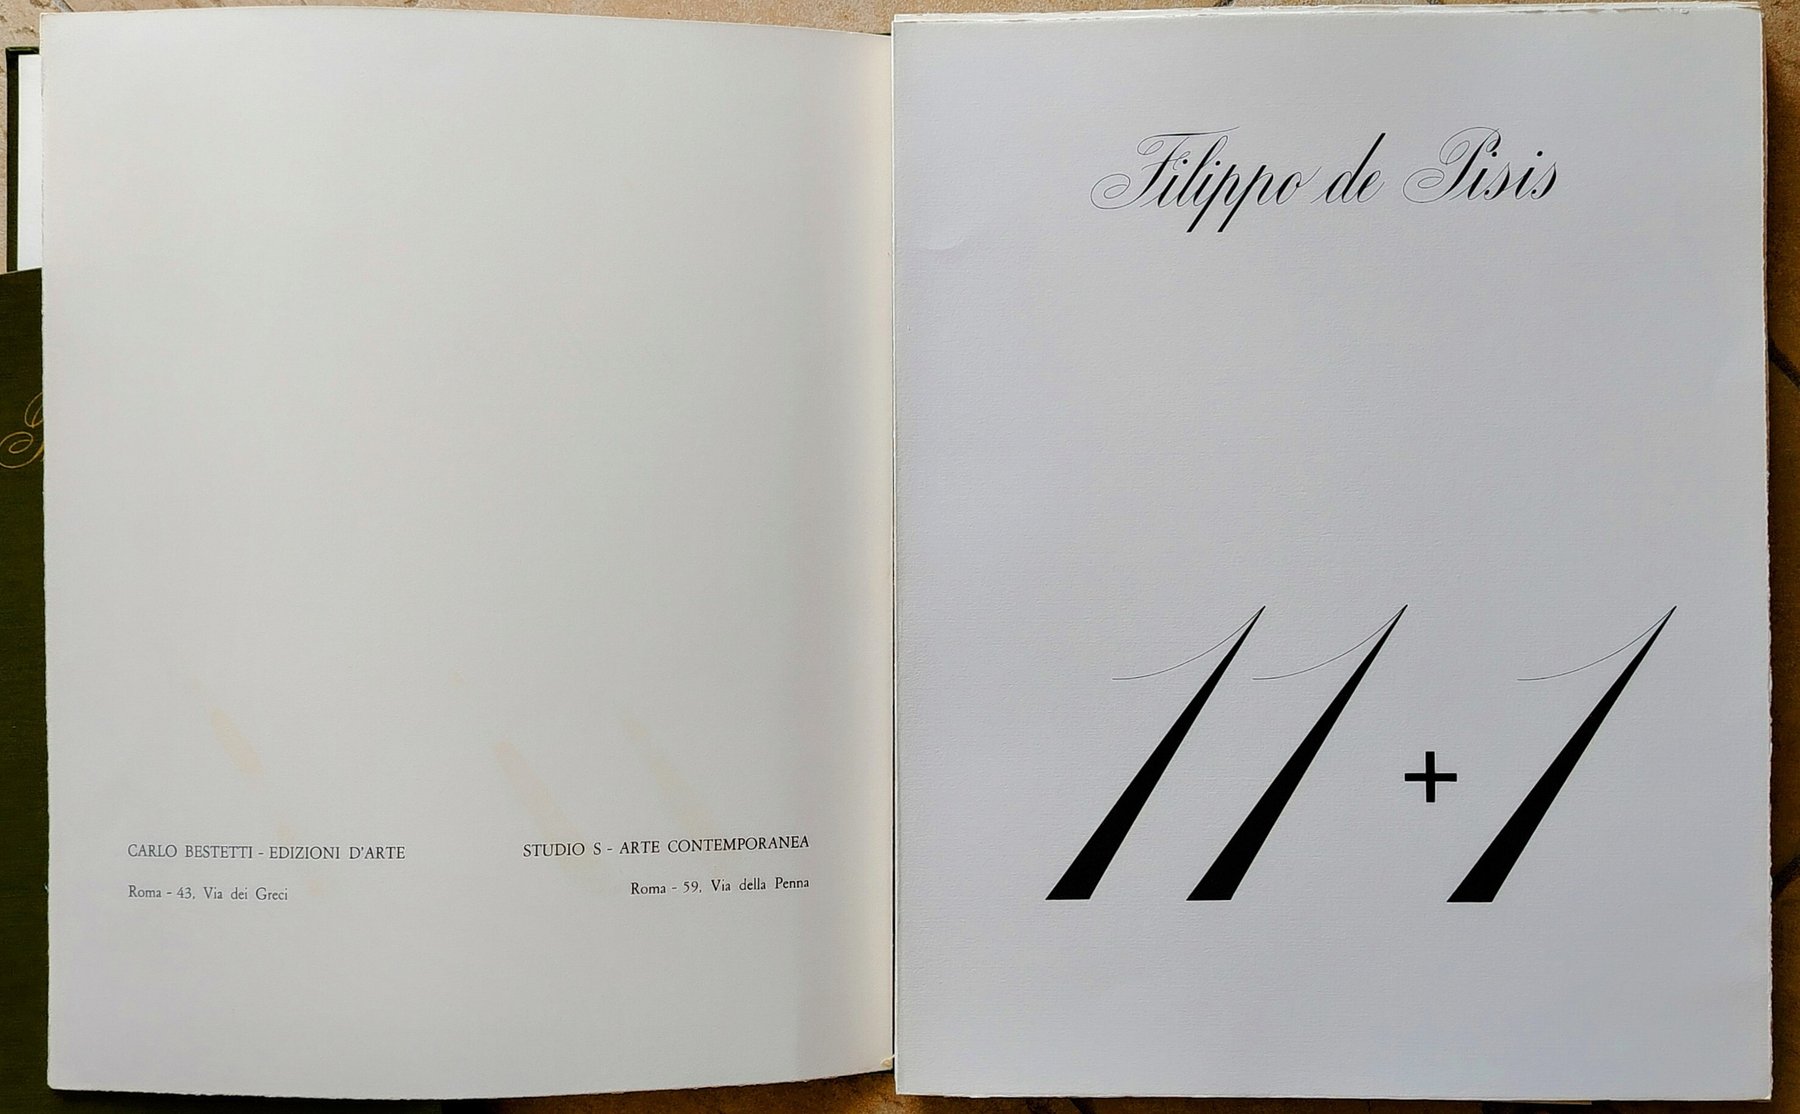 CARLO BESTETTI - EDIZIONI D'ARTE
Roma - 43, Via dei Greci
STUDIO S - ARTE CONTEMPORANEA
Roma - 59, Via della Penna
Filippo de Pisis
11 + 1